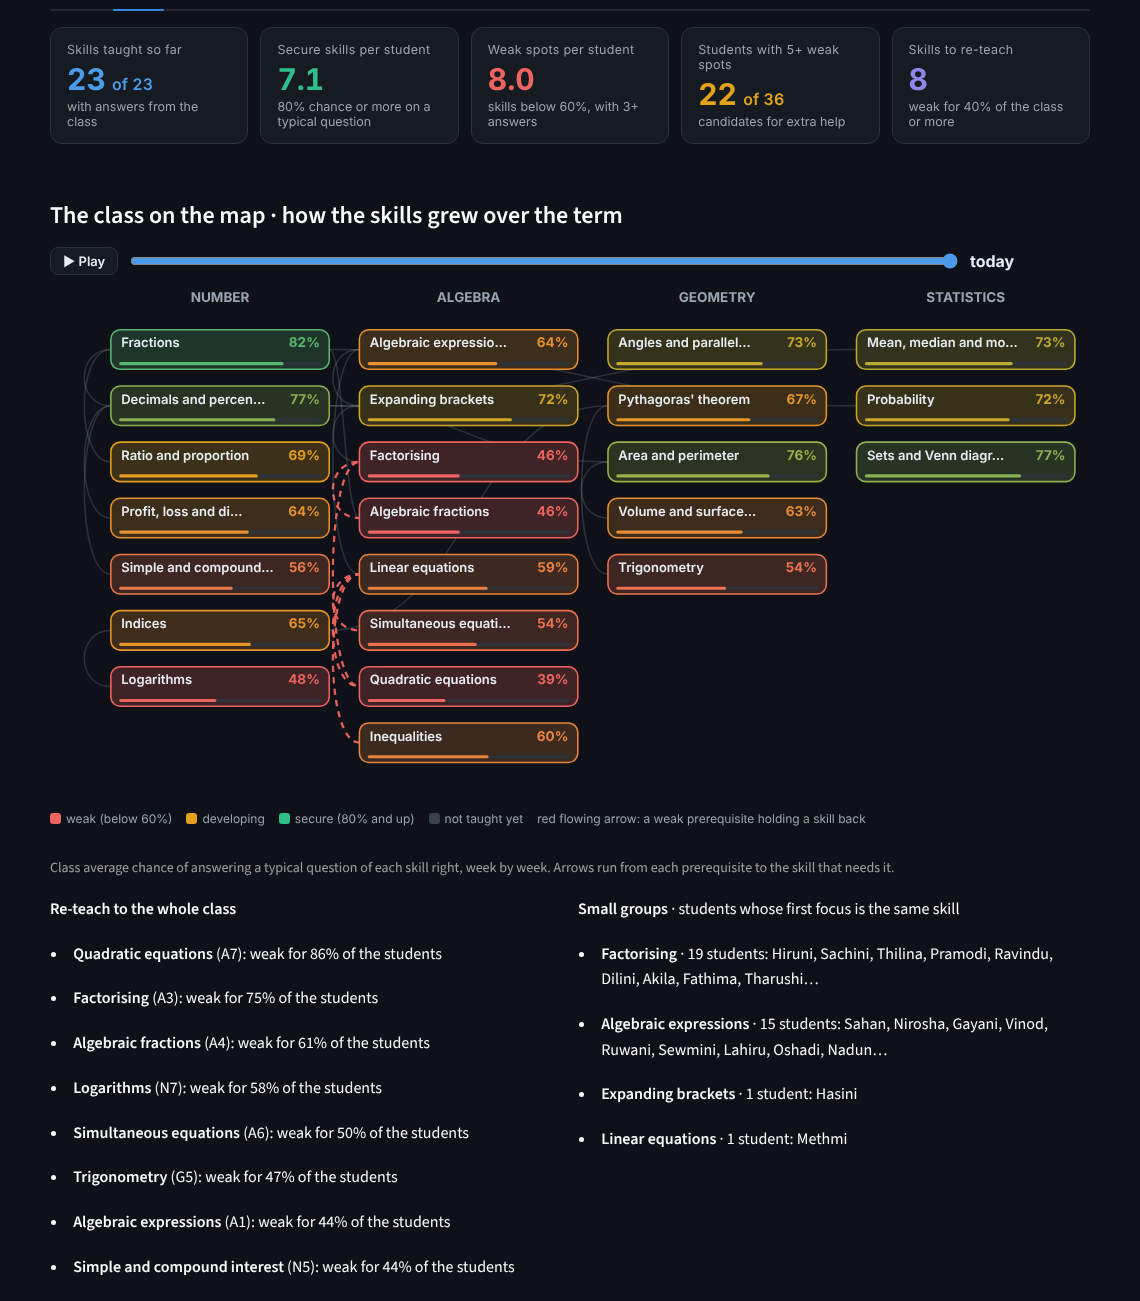 Skills taught so far
23 of 23
with answers from the
class
Secure skills per student
7.1
80% chance or more on a
typical question
Weak spots per student
8.0
skills below 60%, with 3+
answers
Students with 5+ weak
spots
22 of 36
candidates for extra help
Skills to re-teach
8
weak for 40% of the class
or more
The class on the map · how the skills grew over the term
▶ Play
today
NUMBER
Fractions 82%
Decimals and percen... 77%
Ratio and proportion 69%
Profit, loss and di... 64%
Simple and compound... 56%
Indices 65%
Logarithms 48%
ALGEBRA
Algebraic expressio... 64%
Expanding brackets 72%
Factorising 46%
Algebraic fractions 46%
Linear equations 59%
Simultaneous equati... 54%
Quadratic equations 39%
Inequalities 60%
GEOMETRY
Angles and parallel... 73%
Pythagoras' theorem 67%
Area and perimeter 76%
Volume and surface... 63%
Trigonometry 54%
STATISTICS
Mean, median and mo... 73%
Probability 72%
Sets and Venn diagr... 77%
weak (below 60%) developing secure (80% and up) not taught yet red flowing arrow: a weak prerequisite holding a skill back
Class average chance of answering a typical question of each skill right, week by week. Arrows run from each prerequisite to the skill that needs it.
Re-teach to the whole class
• Quadratic equations (A7): weak for 86% of the students
• Factorising (A3): weak for 75% of the students
• Algebraic fractions (A4): weak for 61% of the students
• Logarithms (N7): weak for 58% of the students
• Simultaneous equations (A6): weak for 50% of the students
• Trigonometry (G5): weak for 47% of the students
• Algebraic expressions (A1): weak for 44% of the students
• Simple and compound interest (N5): weak for 44% of the students
Small groups · students whose first focus is the same skill
• Factorising · 19 students: Hiruni, Sachini, Thilina, Pramodi, Ravindu,
Dilini, Akila, Fathima, Tharushi...
• Algebraic expressions · 15 students: Sahan, Nirosha, Gayani, Vinod,
Ruwani, Sewmini, Lahiru, Oshadi, Nadun...
• Expanding brackets · 1 student: Hasini
• Linear equations · 1 student: Methmi